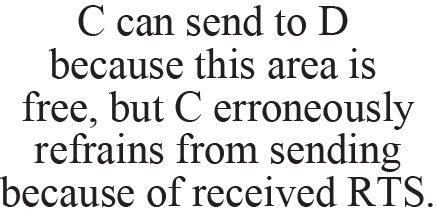 C can send to D
because this area is
free, but C erroneously
refrains from sending
because of received RTS.